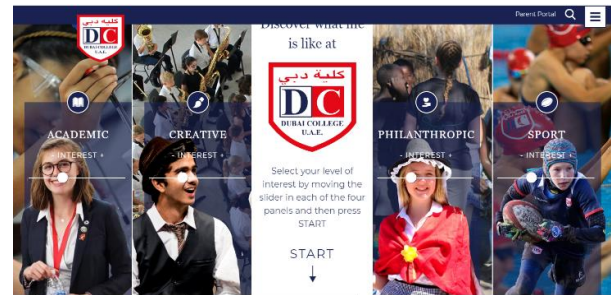 Parent Portal
كلية دبي
DUBAI COLLEGE
U.A.E.
Discover what life
is like at
كلية دبي
DC
DUBAI COLLEGE
U.A.E.
ACADEMIC
- INTEREST +
CREATIVE
- INTEREST +
PHILANTHROPIC
- INTEREST +
SPORT
- INTEREST +
Select your level of
interest by moving the
slider in each of the four
panels and then press
START
START